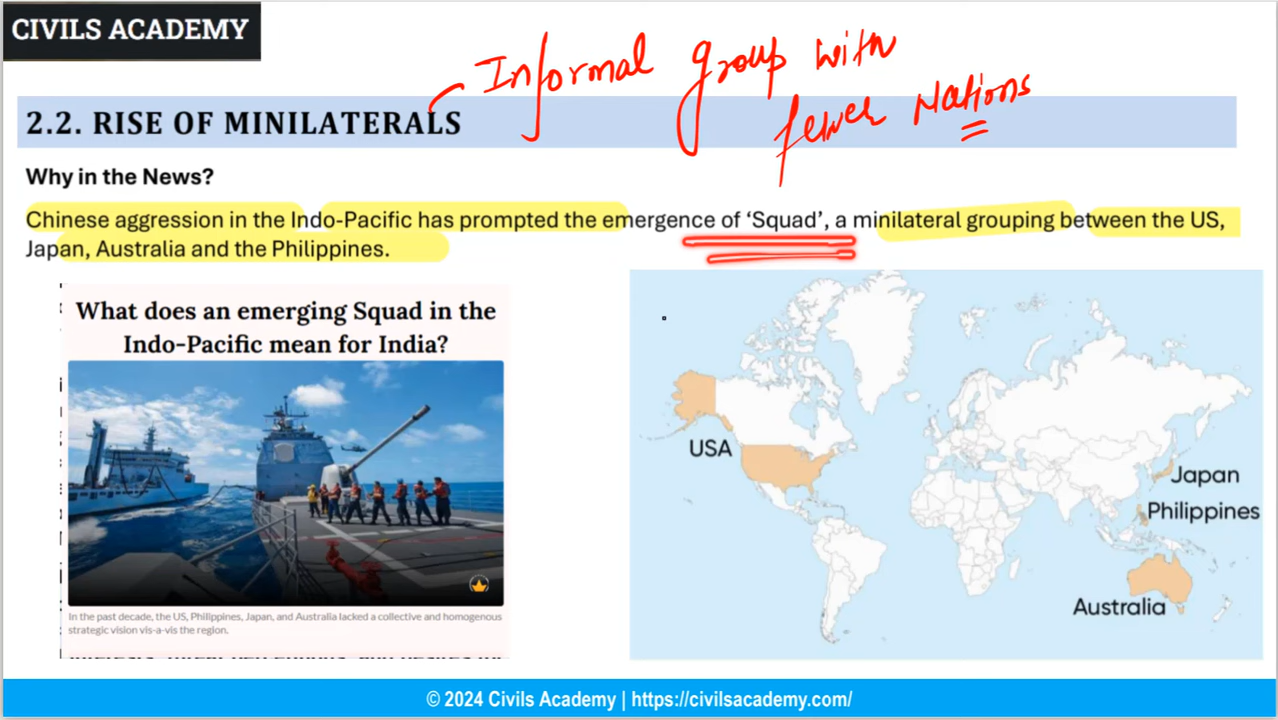 CIVILS ACADEMY
Informal group with
fewer Nations
2.2. RISE OF MINILATERALS
Why in the News?
Chinese aggression in the Indo-Pacific has prompted the emergence of ‘Squad’, a minilateral grouping between the US,
Japan, Australia and the Philippines.
What does an emerging Squad in the
Indo-Pacific mean for India?
In the past decade, the US, Philippines, Japan, and Australia lacked a collective and homogenous
strategic vision vis-a-vis the region.
USA
Japan
Philippines
Australia
© 2024 Civils Academy | https://civilsacademy.com/